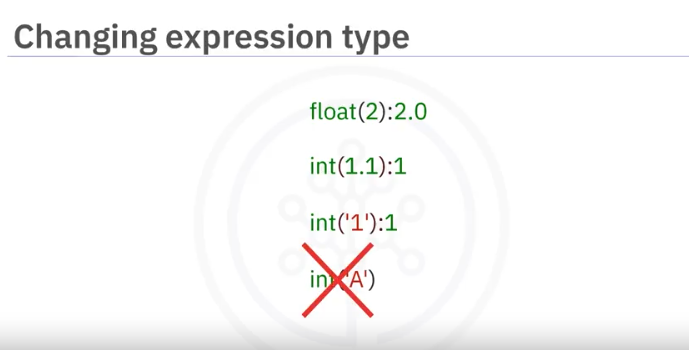 Changing expression type
float(2):2.0
int(1.1):1
int('1'):1
int('A')